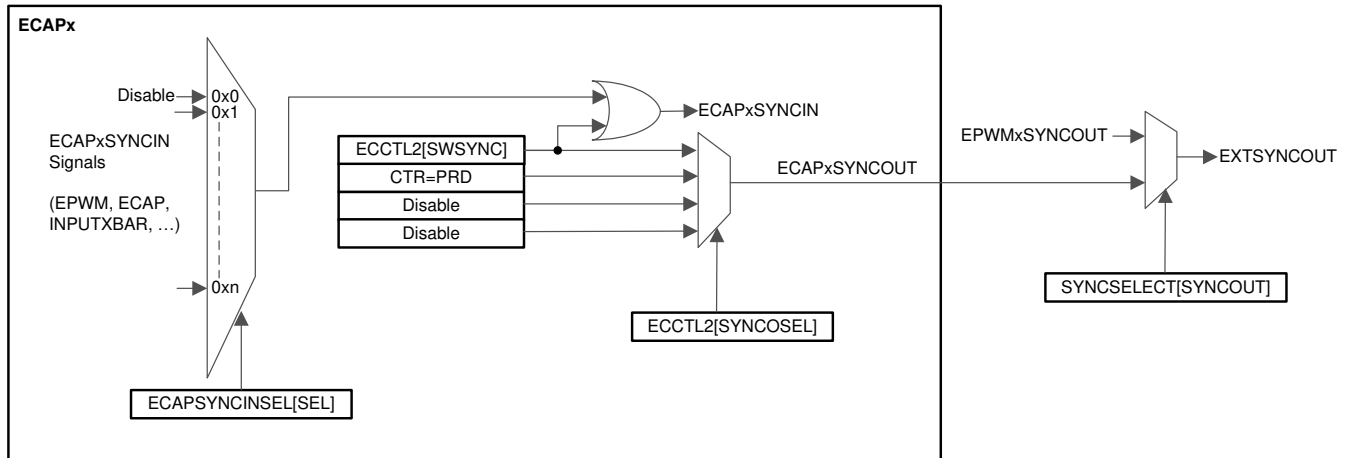 ECAPx
Disable
0x0
0x1
ECAPxSYNCIN
Signals
(EPWM, ECAP,
INPUTXBAR, …)
0xn
ECAPSYNCINSEL[SEL]
ECAPxSYNCIN
ECCTL2[SWSYNC]
CTR=PRD
Disable
Disable
ECAPxSYNCOUT
ECCTL2[SYNCOSEL]
EPWMxSYNCOUT
EXTSYNCOUT
SYNCSELECT[SYNCOUT]